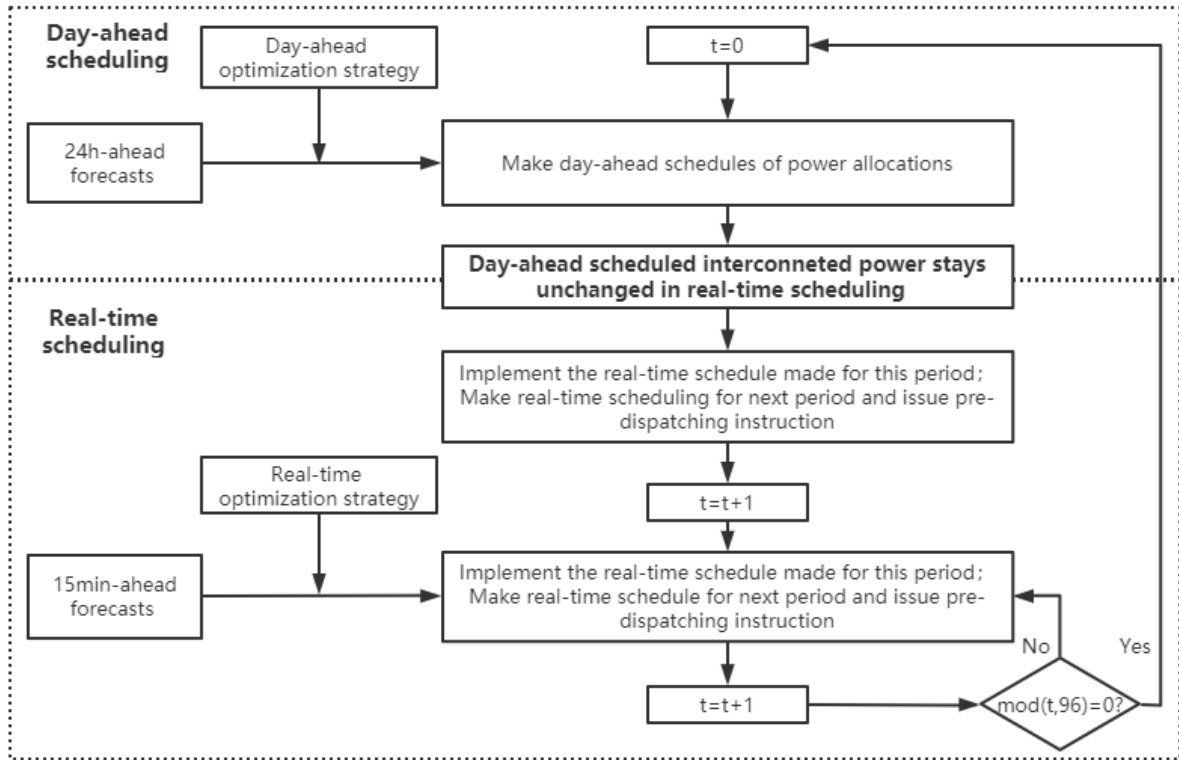 Day-ahead
scheduling
Day-ahead
optimization strategy
t=0
24h-ahead
forecasts
Make day-ahead schedules of power allocations
Day-ahead scheduled interconneted power stays
unchanged in real-time scheduling
Real-time
scheduling
Implement the real-time schedule made for this period;
Make real-time scheduling for next period and issue pre-
dispatching instruction
Real-time
optimization strategy
t=t+1
15min-ahead
forecasts
Implement the real-time schedule made for this period;
Make real-time schedule for next period and issue pre-
dispatching instruction
No
Yes
t=t+1
mod(t,96)=0?